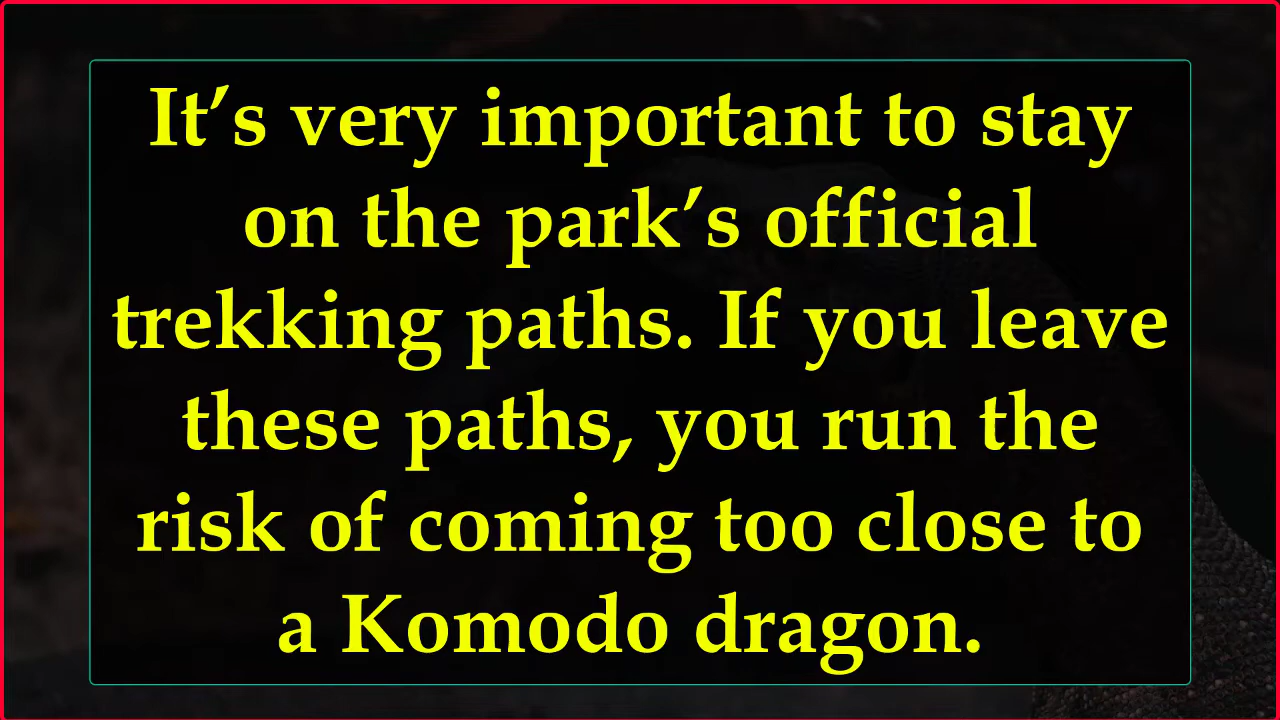 It’s very important to stay
on the park’s official
trekking paths. If you leave
these paths, you run the
risk of coming too close to
a Komodo dragon.